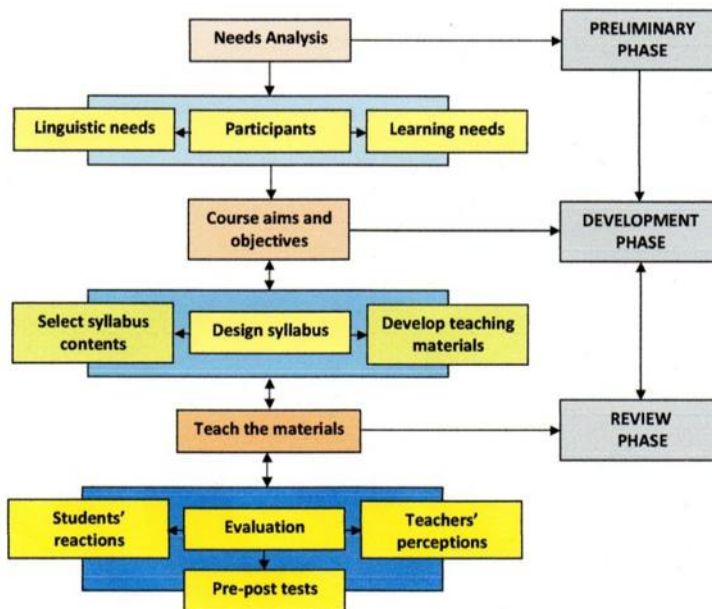 Needs Analysis
PRELIMINARY
PHASE
Linguistic needs
Participants
Learning needs
Course aims and
objectives
DEVELOPMENT
PHASE
Select syllabus
contents
Design syllabus
Develop teaching
materials
Teach the materials
REVIEW
PHASE
Students'
reactions
Evaluation
Teachers'
perceptions
Pre-post tests